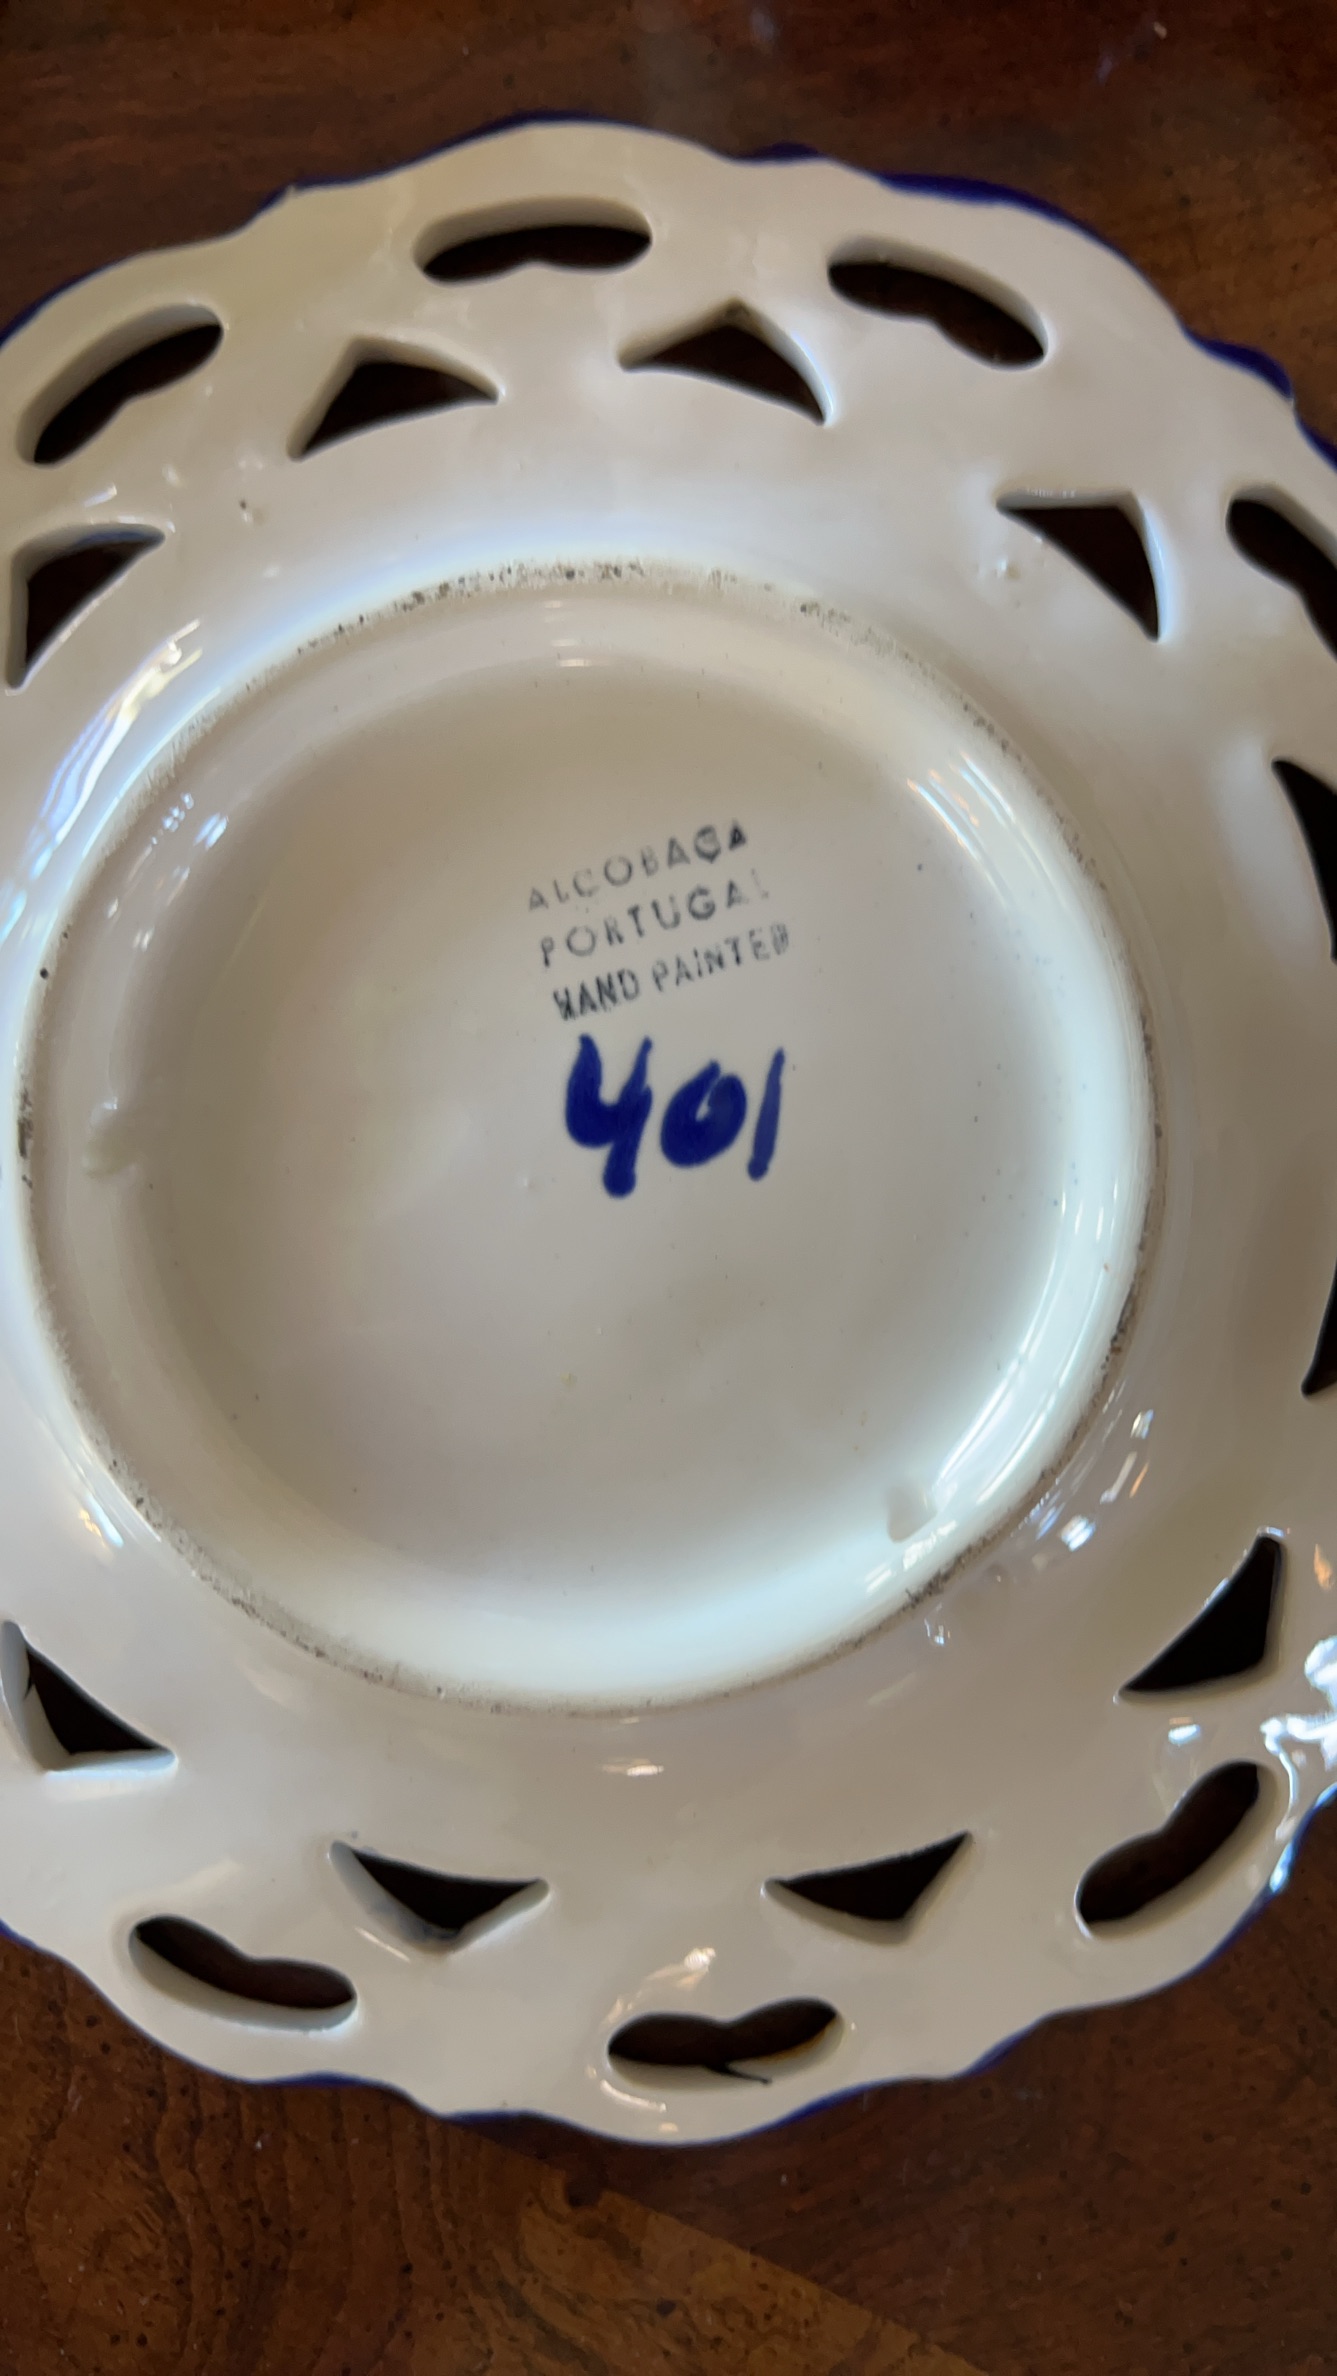 ALCOBAÇA
PORTUGAL
HAND PAINTED
401